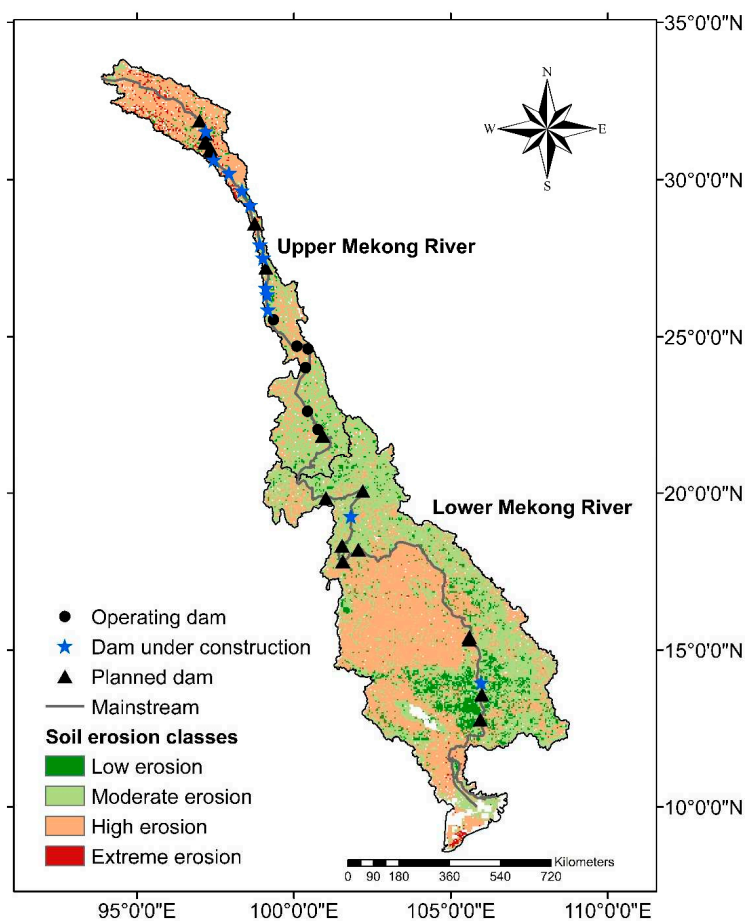 35°0'0"N
N
W
E
S
30°0'0"N
Upper Mekong River
25°0'0"N
20°0'0"N
Lower Mekong River
Operating dam
Dam under construction
15°0'0"N
Planned dam
Mainstream
Soil erosion classes
Low erosion
Moderate erosion
10°0'0"N
High erosion
Extreme erosion
Kilometers
0 90 180 360 540 720
95°0'0"E 100°0'0"E 105°0'0"E 110°0'0"E